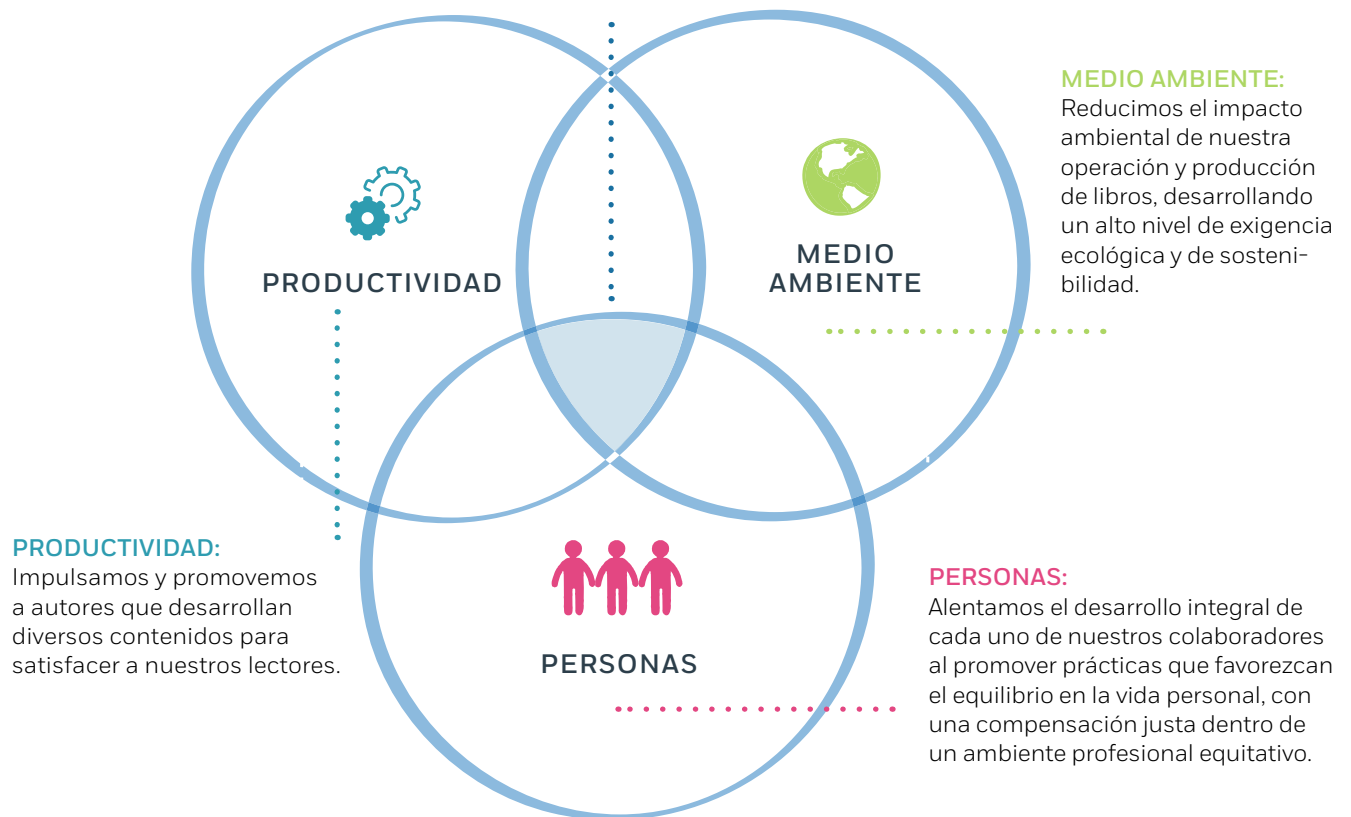 MEDIO AMBIENTE:
Reducimos el impacto
ambiental de nuestra
operación y producción
de libros, desarrollando
un alto nivel de exigencia
ecológica y de sosteni-
bilidad.
PRODUCTIVIDAD
MEDIO
AMBIENTE
PRODUCTIVIDAD:
Impulsamos y promovemos
a autores que desarrollan
diversos contenidos para
satisfacer a nuestros lectores.
PERSONAS
PERSONAS:
Alentamos el desarrollo integral de
cada uno de nuestros colaboradores
al promover prácticas que favorezcan
el equilibrio en la vida personal, con
una compensación justa dentro de
un ambiente profesional equitativo.